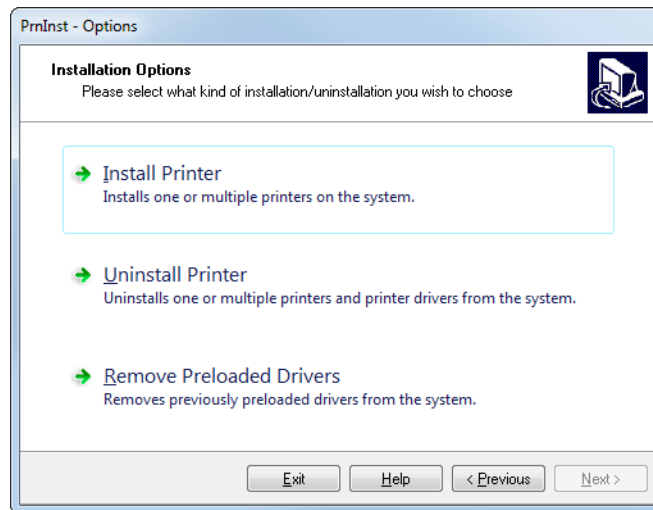 PrnInst - Options
Installation Options
Please select what kind of installation/uninstallation you wish to choose
Install Printer
Installs one or multiple printers on the system.
Uninstall Printer
Uninstalls one or multiple printers and printer drivers from the system.
Remove Preloaded Drivers
Removes previously preloaded drivers from the system.
Exit Help < Previous Next >